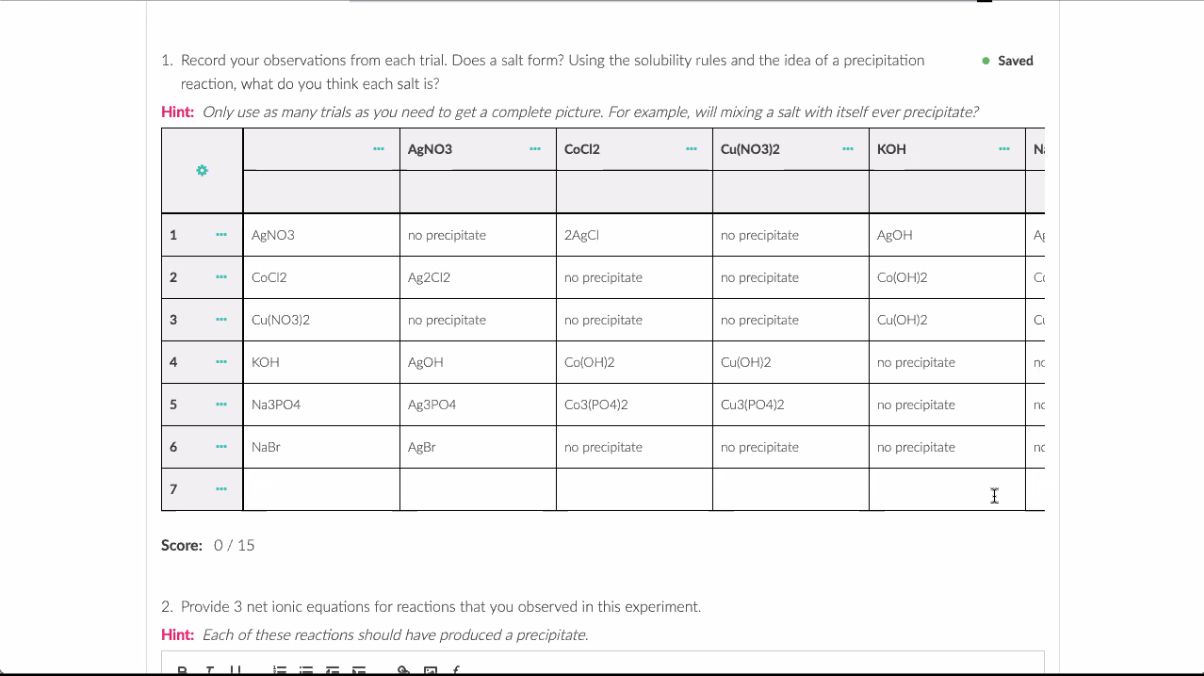 1. Record your observations from each trial. Does a salt form? Using the solubility rules and the idea of a precipitation
Saved
reaction, what do you think each salt is?
Hint: Only use as many trials as you need to get a complete picture. For example, will mixing a salt with itself ever precipitate?
AgNO3 CoCl2 Cu(NO3)2 KOH
1 AgNO3 no precipitate 2AgCl no precipitate AgOH
2 CoCl2 Ag2Cl2 no precipitate no precipitate Co(OH)2
3 Cu(NO3)2 no precipitate no precipitate no precipitate Cu(OH)2
4 KOH AgOH Co(OH)2 Cu(OH)2 no precipitate
5 Na3PO4 Ag3PO4 Co3(PO4)2 Cu3(PO4)2 no precipitate
6 NaBr AgBr no precipitate no precipitate no precipitate
7
Score: 0 / 15
2. Provide 3 net ionic equations for reactions that you observed in this experiment.
Hint: Each of these reactions should have produced a precipitate.